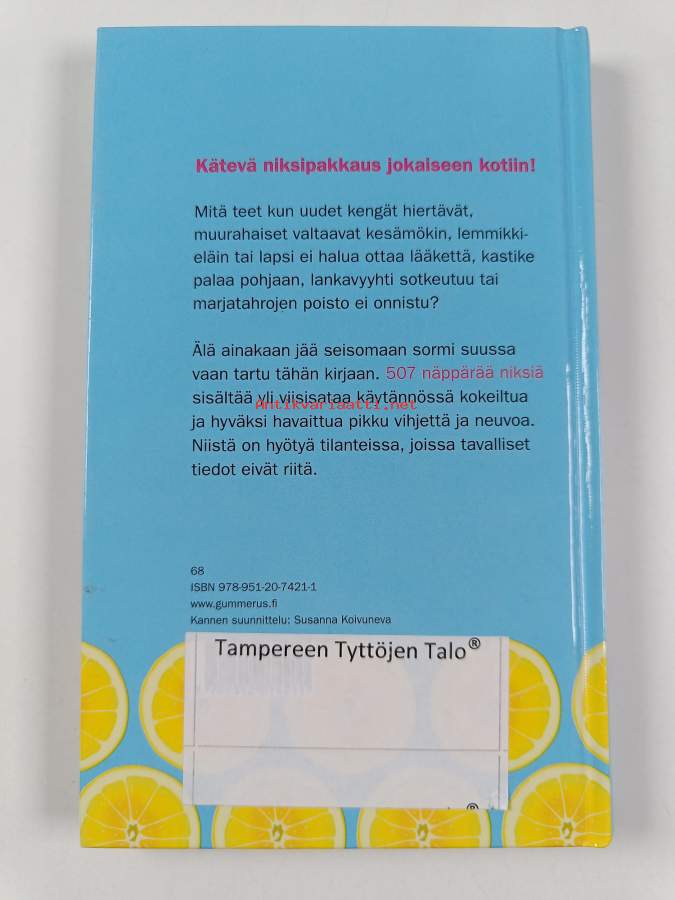 Kätevä niksipakkaus jokaiseen kotiin!
Mitä teet kun uudet kengät hiertävät,
muurahaiset valtaavat kesämökin, lemmikki-
eläin tai lapsi ei halua ottaa lääkettä, kastike
palaa pohjaan, lankavyyhti sotkeutuu tai
marjatahrojen poisto ei onnistu?
Älä ainakaan jää seisomaan sormi suussa
vaan tartu tähän kirjaan. 507 näppärää niksiä
sisältää yli viisisataa käytännössä kokeiltua
Antikvariaatti.net
ja hyväksi havaittua pikku vihjettä ja neuvoa.
Niistä on hyötyä tilanteissa, joissa tavalliset
tiedot eivät riitä.
68
ISBN 978-951-20-7421-1
www.gummerus.fi
Kannen suunnittelu: Susanna Koivuneva
Tampereen Tyttöjen Talo®